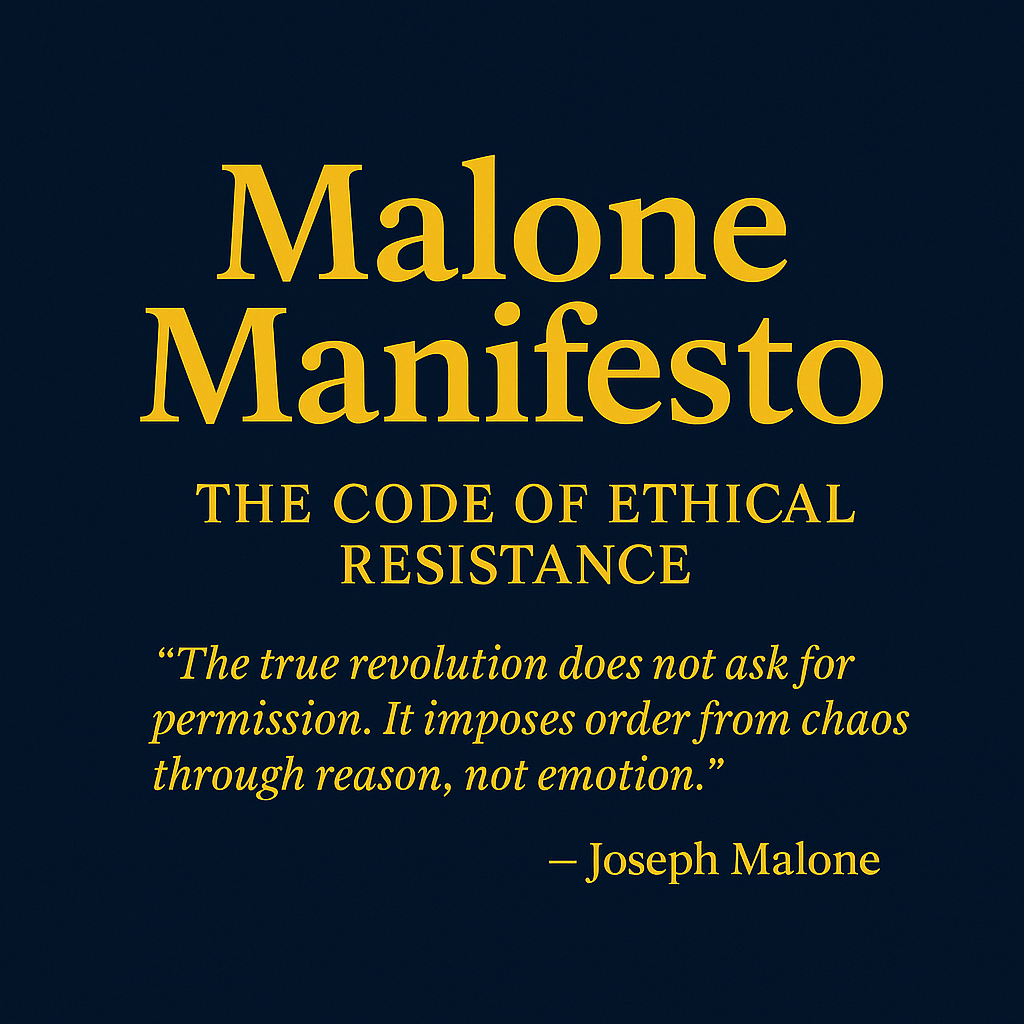 Malone
Manifesto
THE CODE OF ETHICAL
RESISTANCE
“The true revolution does not ask for
permission. It imposes order from chaos
through reason, not emotion.”
– Joseph Malone